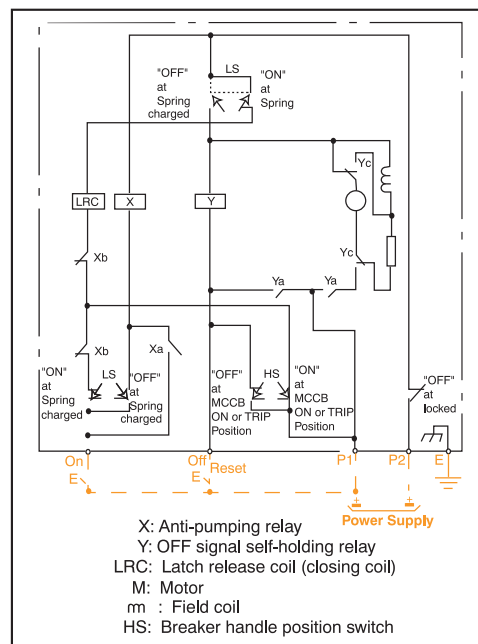 "OFF"
at
Spring
charged
LS
"ON"
at
Spring
Yc
LRC
X
Y
Xb
Yc
Ya
Ya
Xb
Xa
"ON"
at
Spring
charged
LS
"OFF"
at
Spring
charged
"OFF"
at
MCCB
ON or TRIP
Position
HS
"ON"
at
MCCB
ON or TRIP
Position
"OFF"
at
locked
On
Off
Reset
P1
P2
E
E
E
+
+
Power Supply
X: Anti-pumping relay
Y: OFF signal self-holding relay
LRC: Latch release coil (closing coil)
M: Motor
m : Field coil
HS: Breaker handle position switch